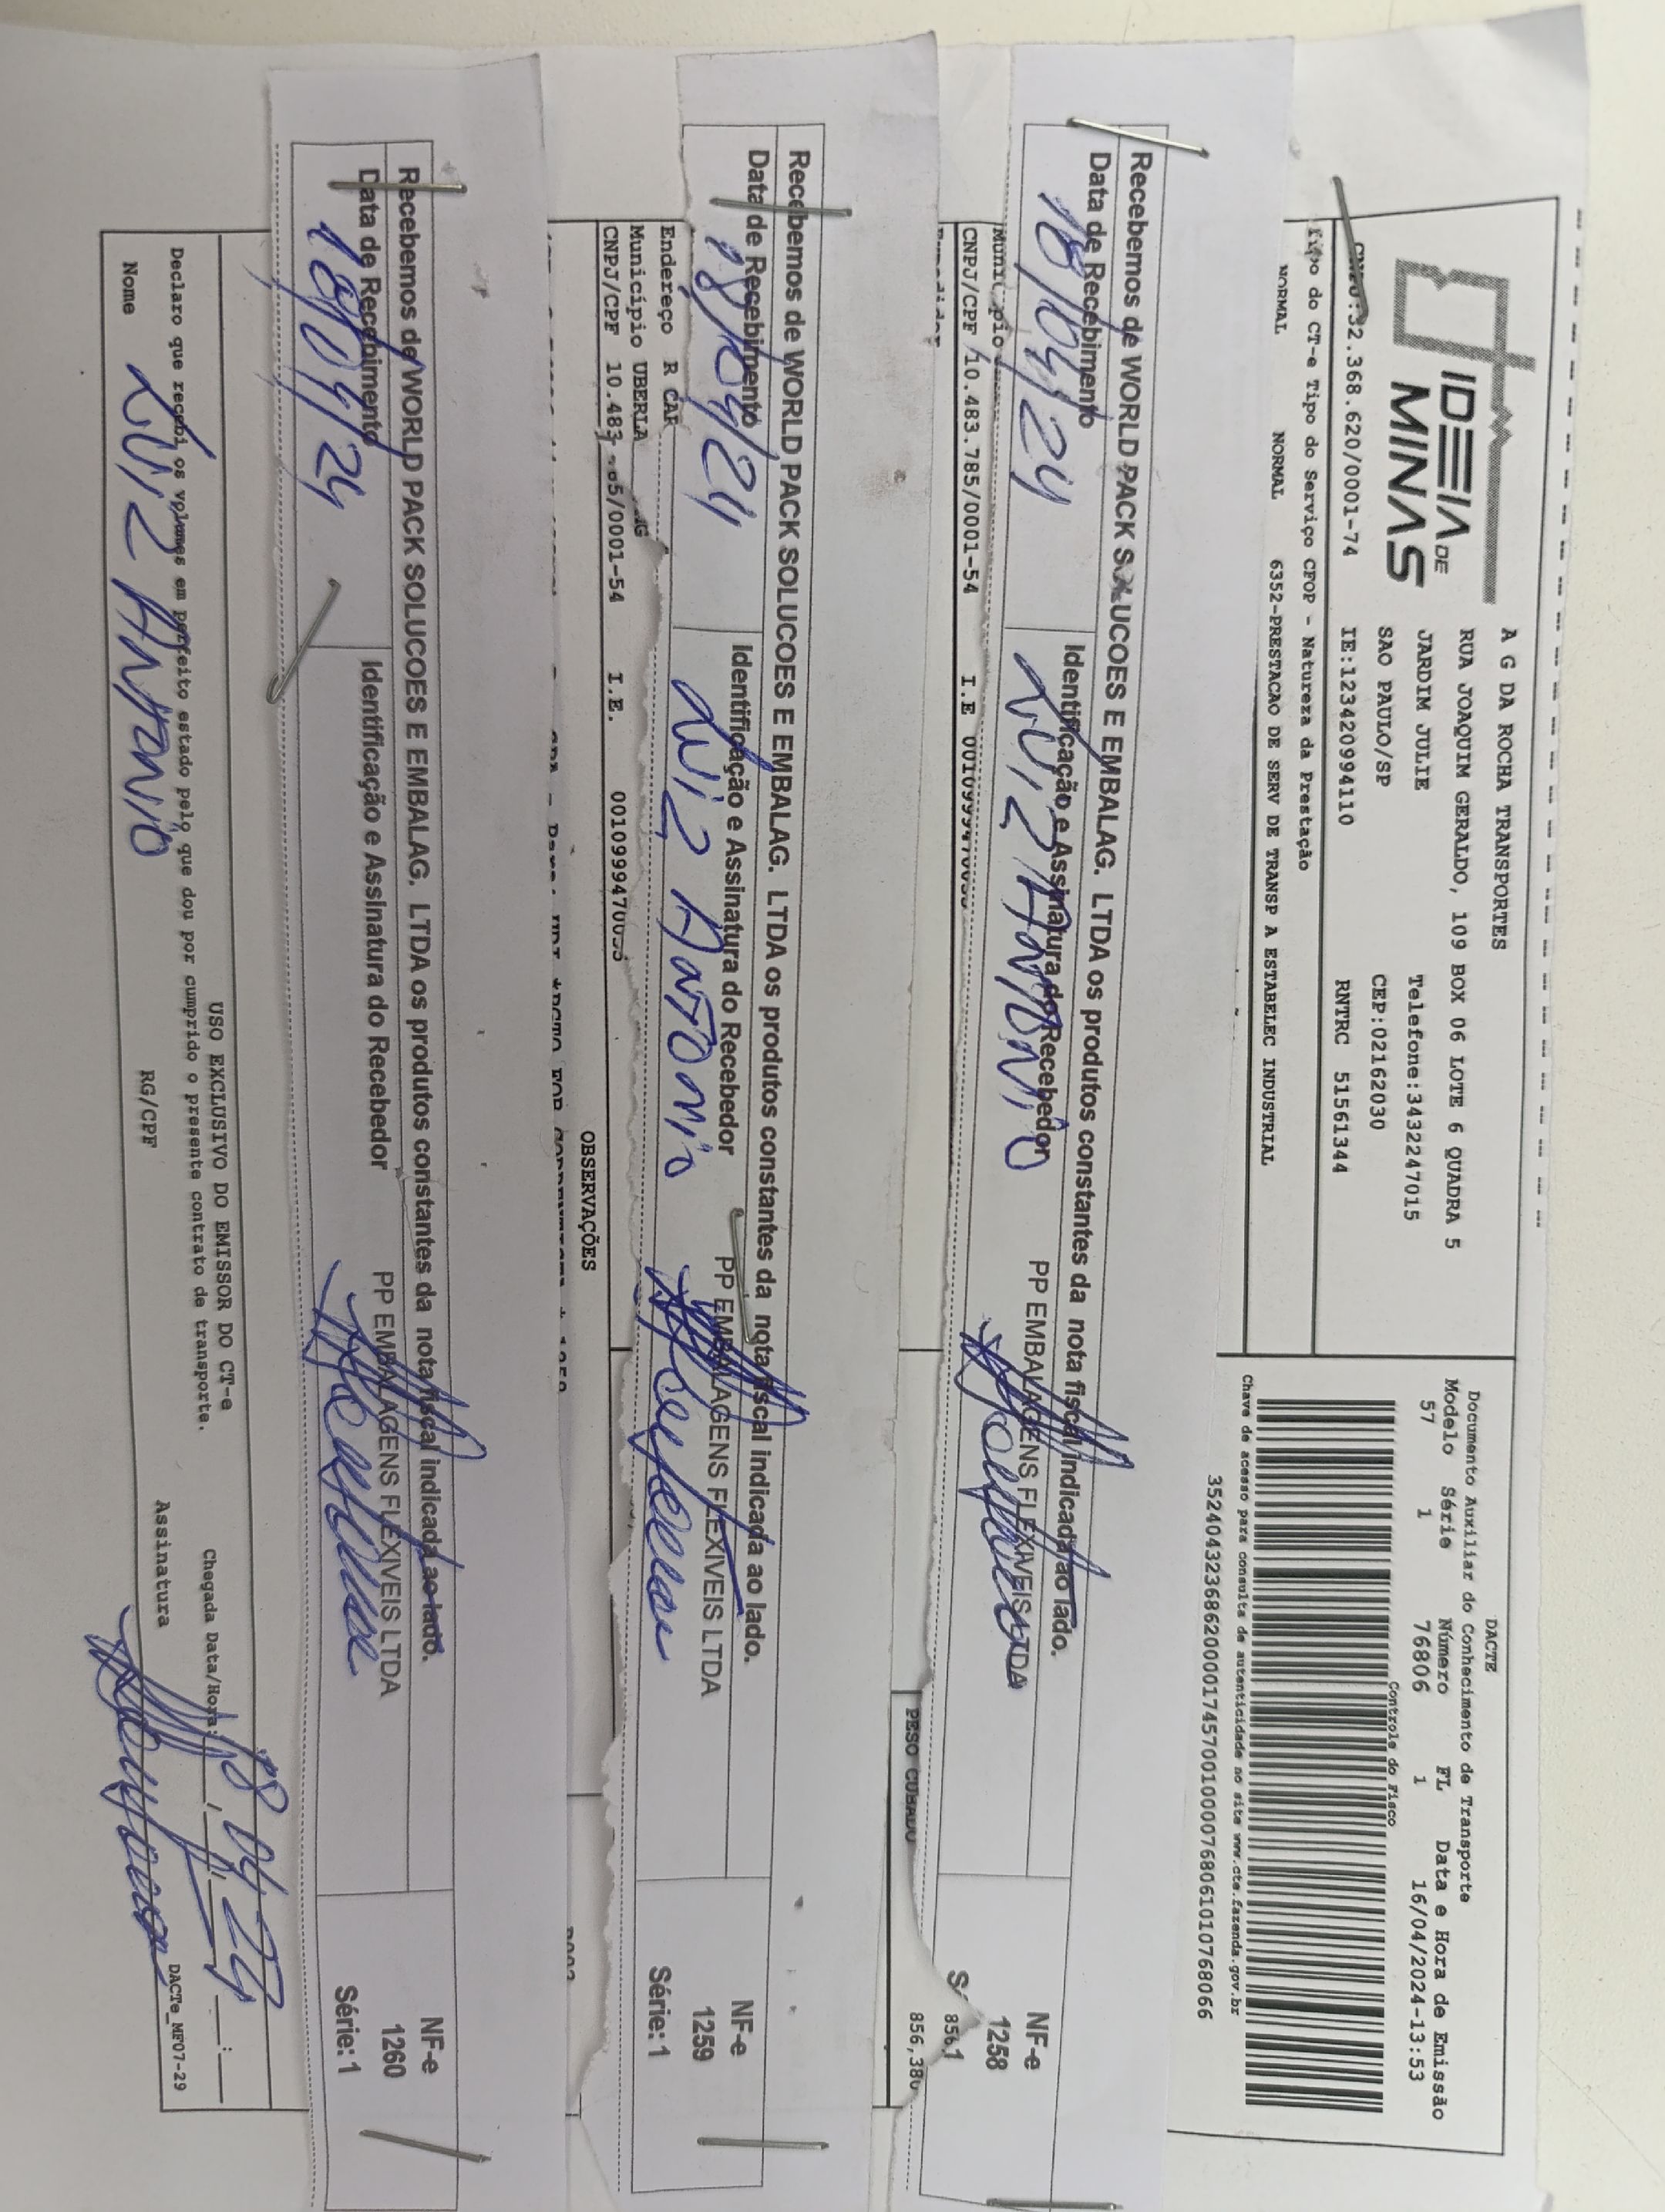 IDEIA DE
MINAS
A G DA ROCHA TRANSPORTES
RUA JOAQUIM GERALDO, 109 BOX 06 LOTE 6 QUADRA 5
JARDIM JULIE Telefone:3432247015
SAO PAULO/SP CEP:02162030
32.368.620/0001-74 IE:123420994110 RNTRC 51561344
DACTE
Documento Auxiliar do Conhecimento de Transporte
Modelo Série Número FL Data e Hora de Emissão
57 1 76806 1 16/04/2024-13:53
Controle do Fisco
Chave de acesso para consulta de autenticidade no site www.cte.fazenda.gov.br
35240432368620000174570010000768061010768066
Tipo do CT-e Tipo do Serviço CFOP - Natureza da Prestação
NORMAL NORMAL 6352-PRESTACAO DE SERV DE TRANSP A ESTABELEC INDUSTRIAL
Recebemos de WORLD PACK SOLUCOES E EMBALAG. LTDA os produtos constantes da nota fiscal indicada ao lado.
Data de Recebimento Identificação e Assinatura do Recebedor PP EMBALAGENS FLEXIVEIS LTDA
18/04/24 Luiz Antonio
NF-e
1258
Município
CNPJ/CPF 10.483.785/0001-54 I.E
PESO CUBADO
Recebemos de WORLD PACK SOLUCOES E EMBALAG. LTDA os produtos constantes da nota fiscal indicada ao lado.
Data de Recebimento Identificação e Assinatura do Recebedor PP EMBALAGENS FLEXIVEIS LTDA
18/04/24 Luiz Antonio
NF-e
1259
Série:1
Endereço R
Município
CNPJ/CPF I.E.
OBSERVAÇÕES
Recebemos de WORLD PACK SOLUCOES E EMBALAG. LTDA os produtos constantes da nota fiscal indicada ao lado.
Data de Recebimento Identificação e Assinatura do Recebedor PP EMBALAGENS FLEXIVEIS LTDA
18/04/24
NF-e
1260
Série:1
USO EXCLUSIVO DO EMISSOR DO CT-e
Declaro que recebi os volumes em perfeito estado pelo que dou por cumprido o presente contrato de transporte.
Chegada Data/Hora: 18 04 24
Nome Luiz Antonio RG/CPF Assinatura
DACTe_MF07-29